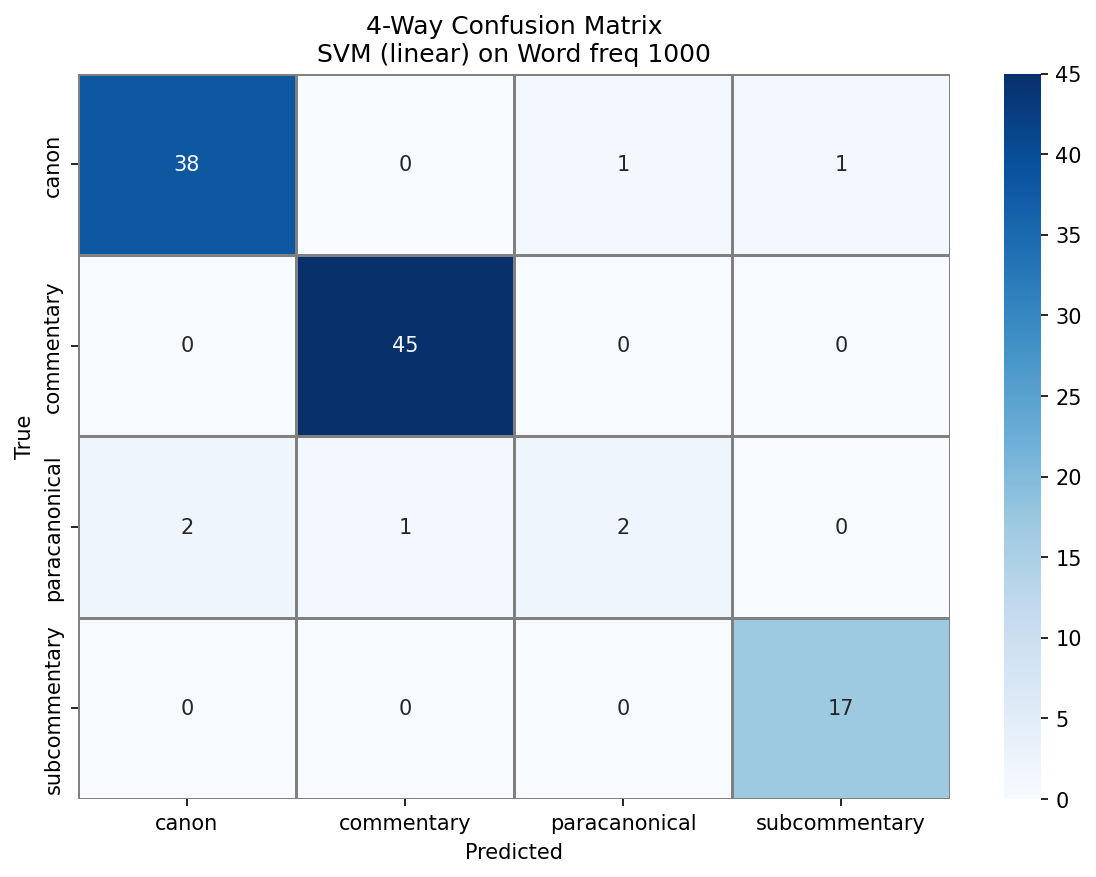 4-Way Confusion Matrix
SVM (linear) on Word freq 1000
True
canon
38
0
1
1
commentary
0
45
0
0
paracanonical
2
1
2
0
subcommentary
0
0
0
17
canon
commentary
paracanonical
subcommentary
Predicted
45
40
35
30
25
20
15
10
5
0